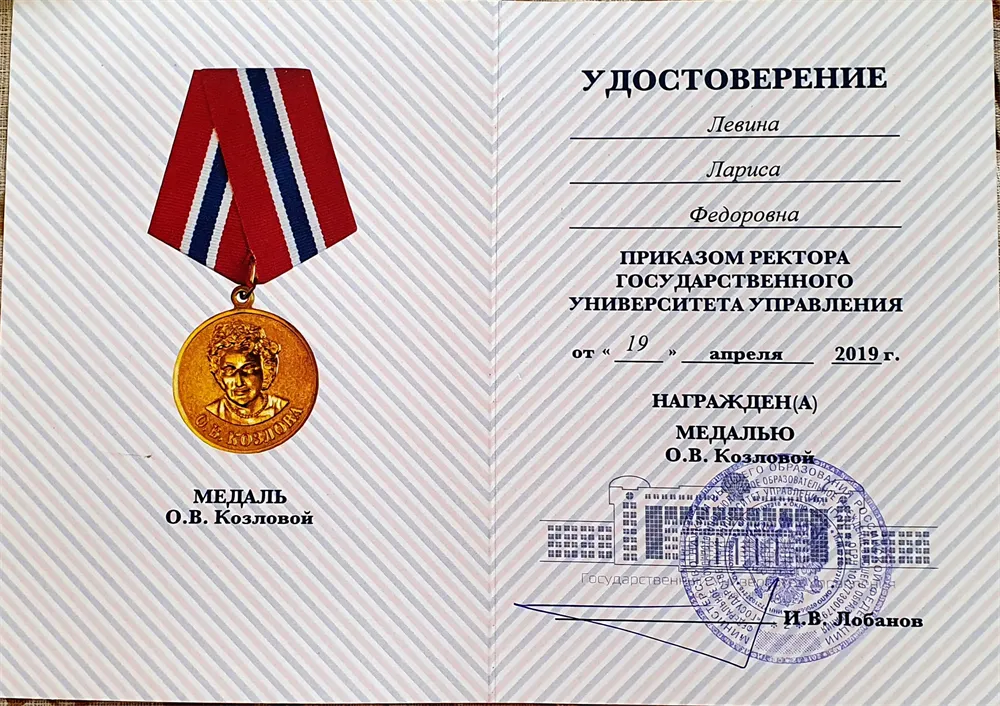 О.В. КОЗЛОВА
МЕДАЛЬ
О.В. Козловой
УДОСТОВЕРЕНИЕ
Левина
Лариса
Федоровна
ПРИКАЗОМ РЕКТОРА
ГОСУДАРСТВЕННОГО
УНИВЕРСИТЕТА УПРАВЛЕНИЯ
от « 19 » апреля 2019 г.
НАГРАЖДЕН(А)
МЕДАЛЬЮ
О.В. Козловой
И.В. Лобанов